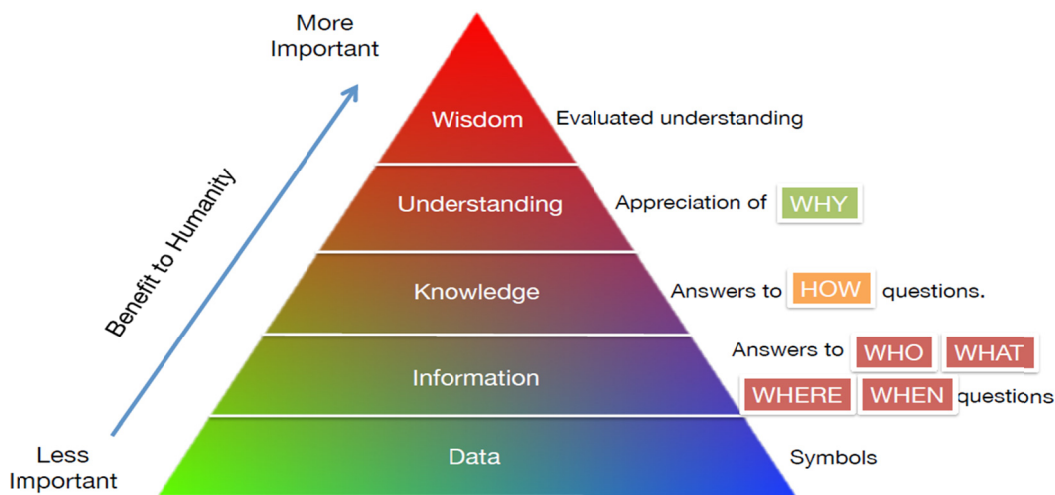 More
Important
Wisdom
Evaluated understanding
Understanding
Appreciation of WHY
Benefit to Humanity
Knowledge
Answers to HOW questions.
Information
Answers to WHO WHAT
WHERE WHEN questions
Less
Important
Data
Symbols